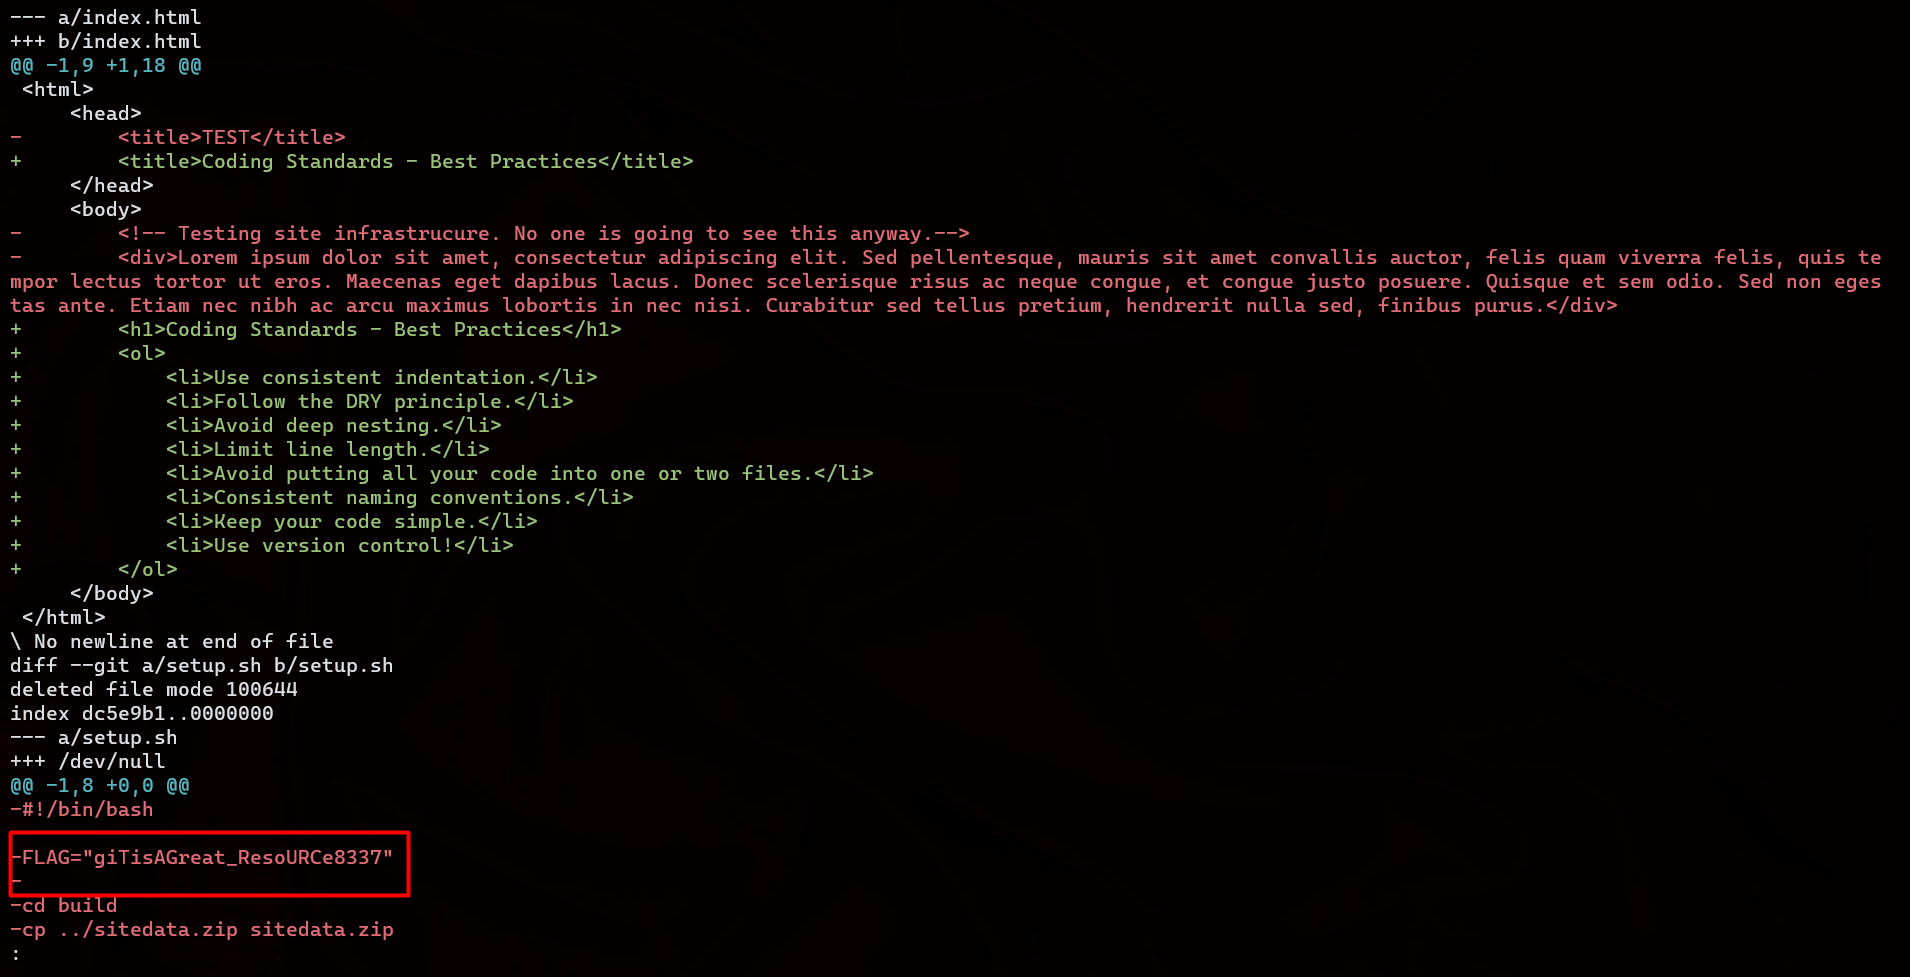 --- a/index.html
+++ b/index.html
@@ -1,9 +1,18 @@
 <html>
     <head>
-        <title>TEST</title>
+        <title>Coding Standards - Best Practices</title>
     </head>
     <body>
-        <!-- Testing site infrastrucure. No one is going to see this anyway.-->
-        <div>Lorem ipsum dolor sit amet, consectetur adipiscing elit. Sed pellentesque, mauris sit amet convallis auctor, felis quam viverra felis, quis te
mpor lectus tortor ut eros. Maecenas eget dapibus lacus. Donec scelerisque risus ac neque congue, et congue justo posuere. Quisque et sem odio. Sed non eges
tas ante. Etiam nec nibh ac arcu maximus lobortis in nec nisi. Curabitur sed tellus pretium, hendrerit nulla sed, finibus purus.</div>
+        <h1>Coding Standards - Best Practices</h1>
+        <ol>
+            <li>Use consistent indentation.</li>
+            <li>Follow the DRY principle.</li>
+            <li>Avoid deep nesting.</li>
+            <li>Limit line length.</li>
+            <li>Avoid putting all your code into one or two files.</li>
+            <li>Consistent naming conventions.</li>
+            <li>Keep your code simple.</li>
+            <li>Use version control!</li>
+        </ol>
     </body>
 </html>
\ No newline at end of file
diff --git a/setup.sh b/setup.sh
deleted file mode 100644
index dc5e9b1..0000000
--- a/setup.sh
+++ /dev/null
@@ -1,8 +0,0 @@
-#!/bin/bash
-FLAG="giTisAGreat_ResoURCe8337"
-
-cd build
-cp ../sitedata.zip sitedata.zip
: